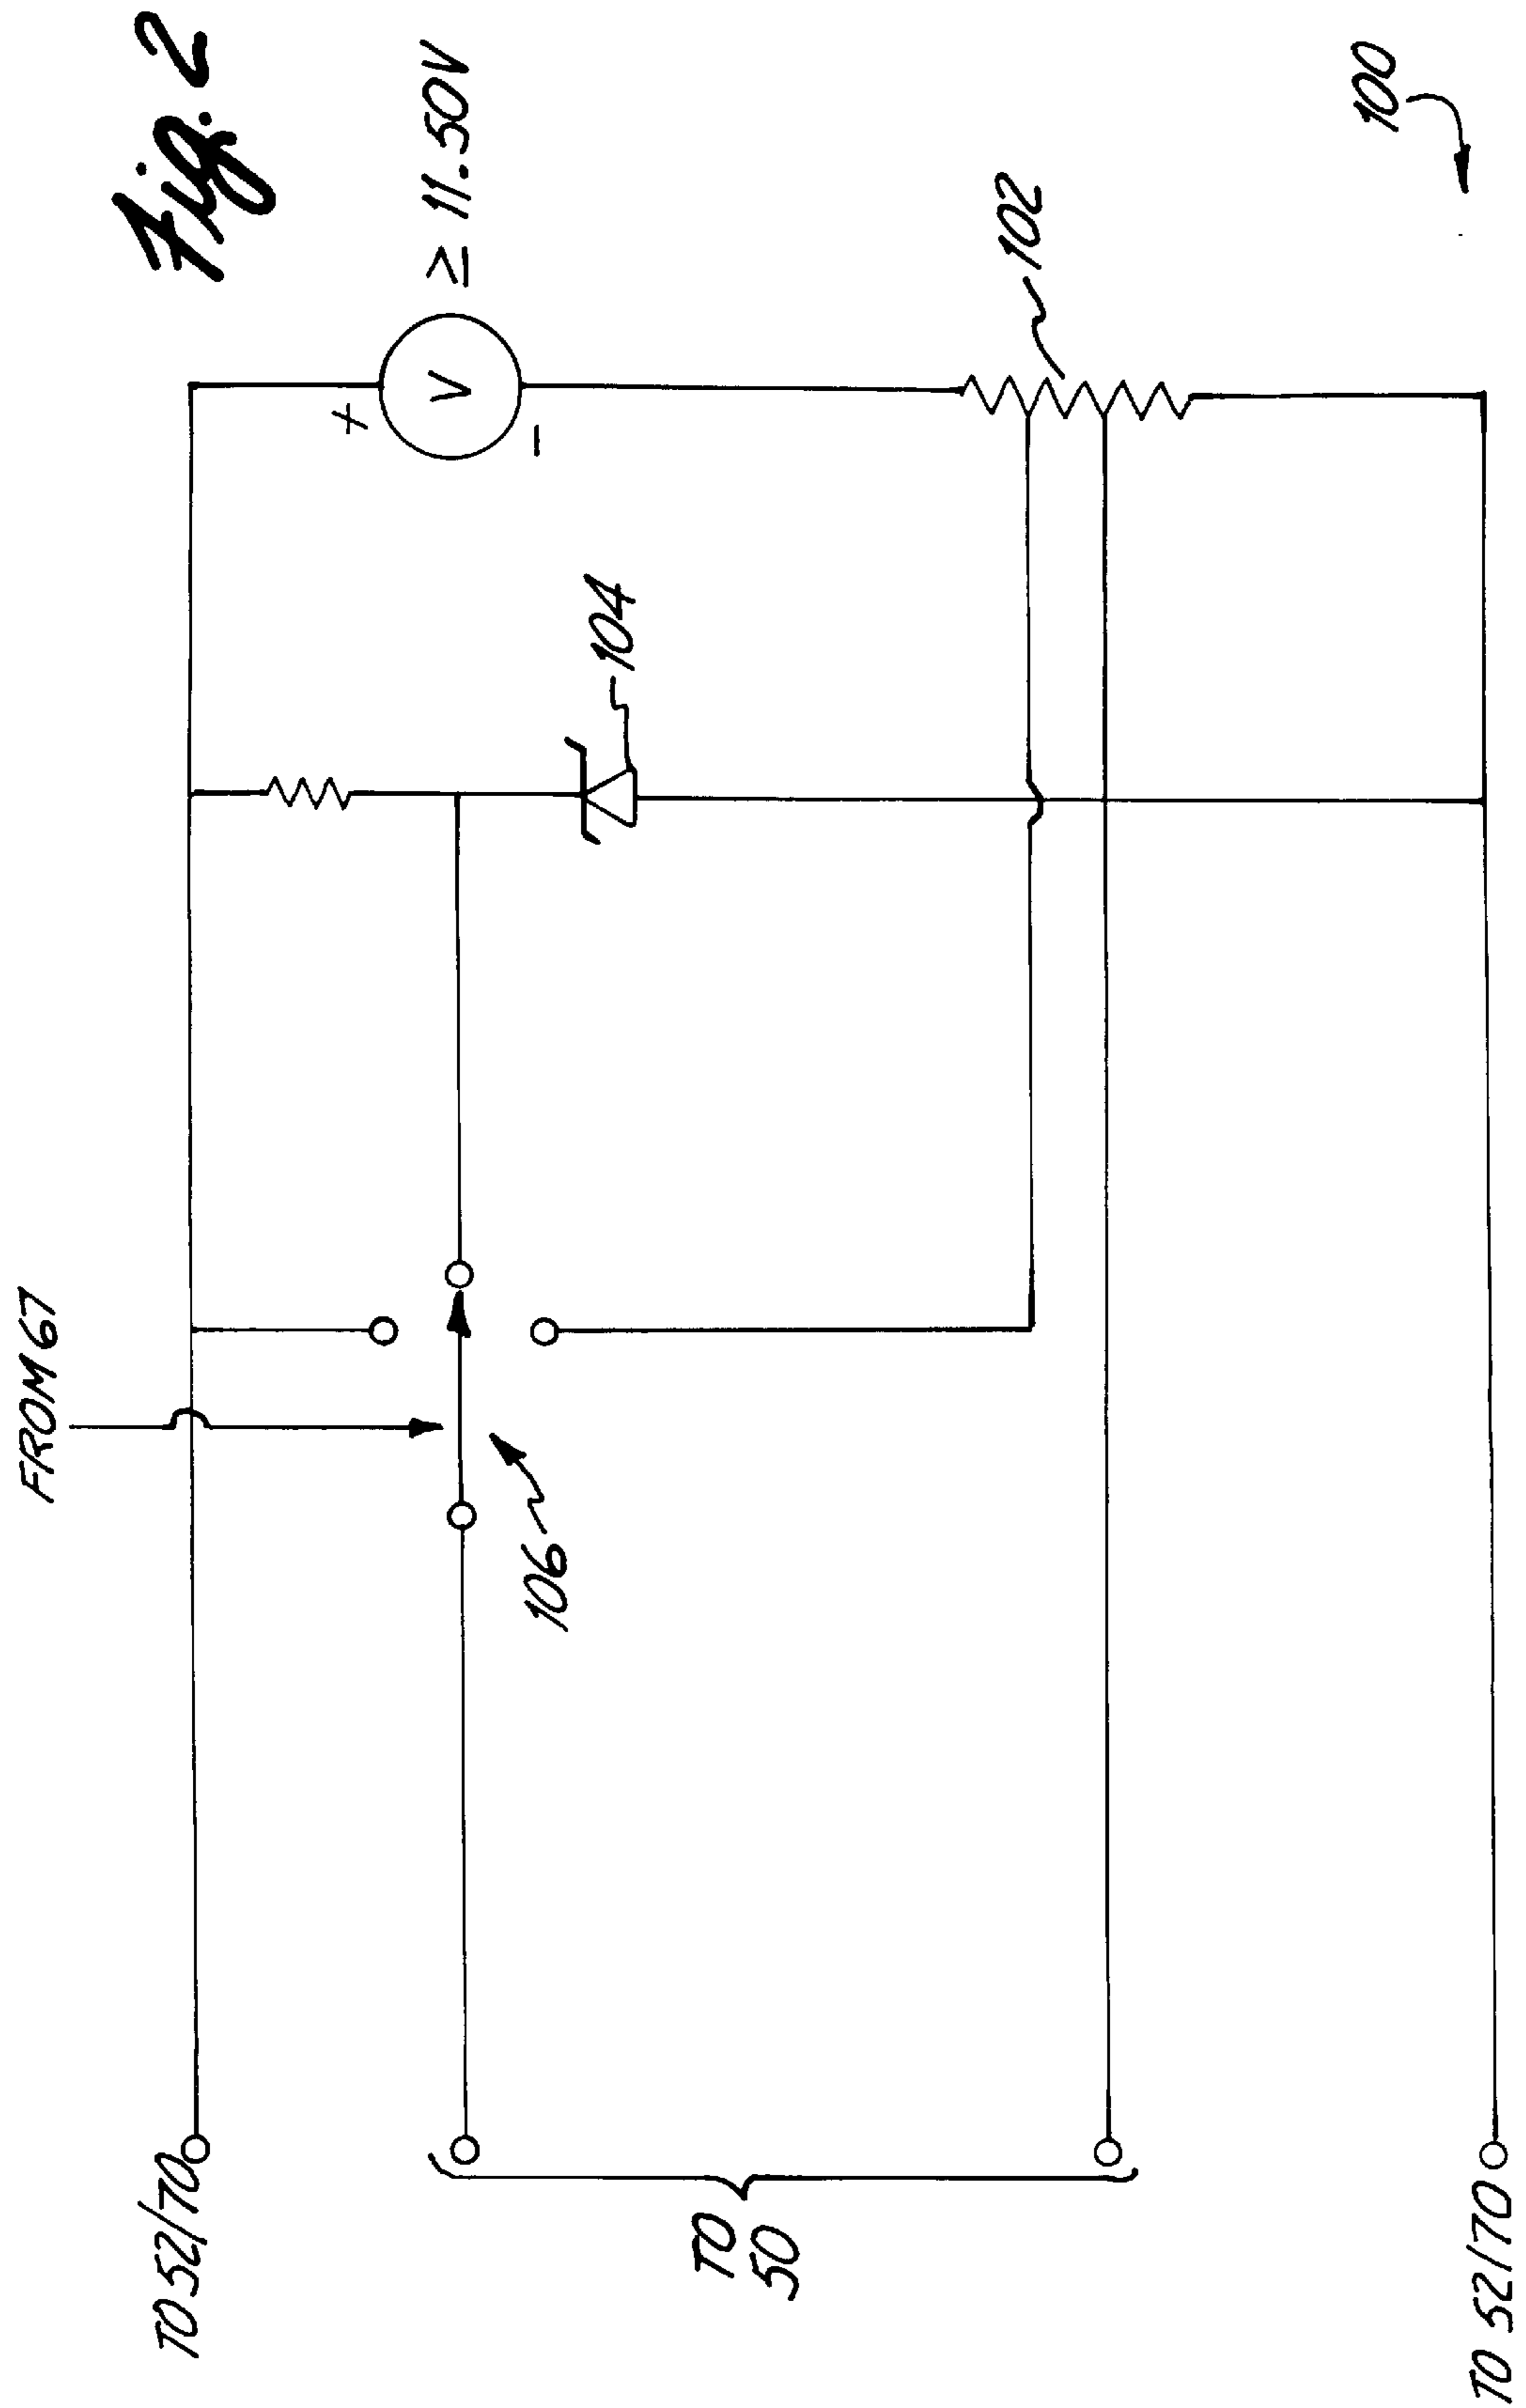 Fig. 2
FROM 67
≥ 11.50V
+
V
−
TO 52/70
106
104
102
TO
50
TO 52/70
100